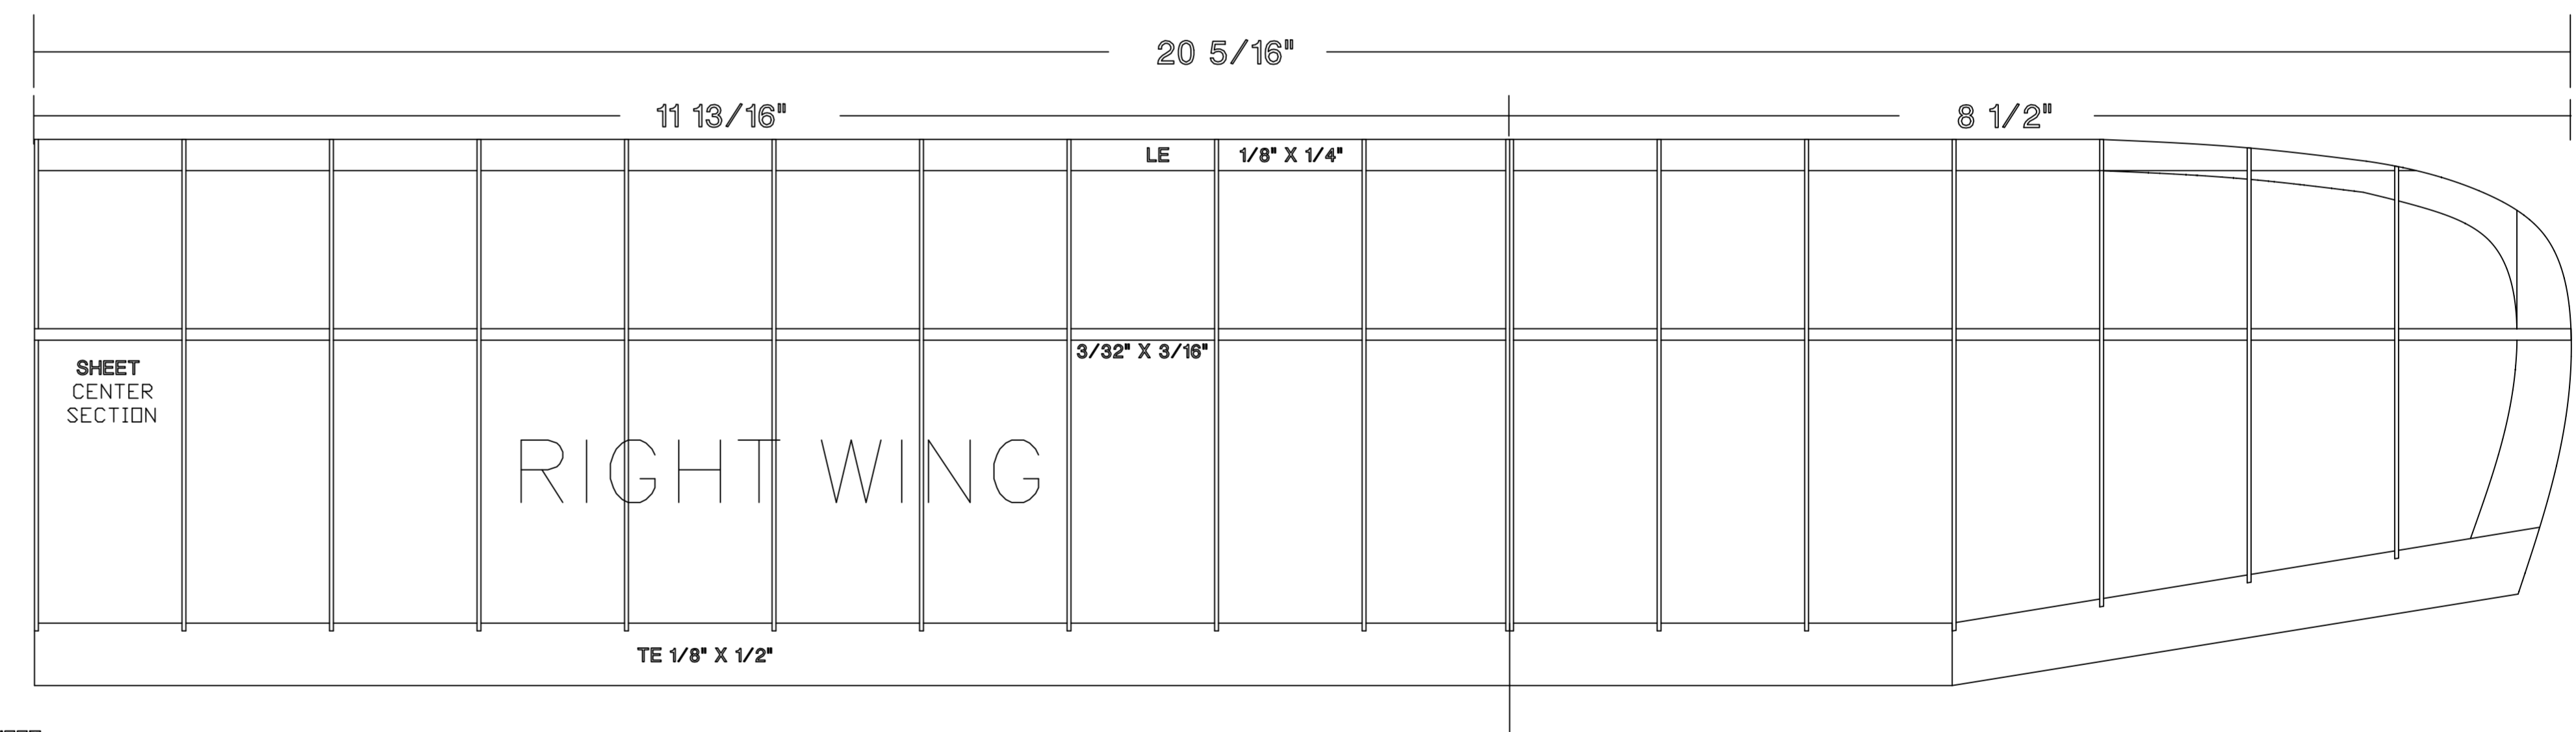 20 5/16"
11 13/16"
8 1/2"
LE
1/8" X 1/4"
3/32" X 3/16"
SHEET
CENTER
SECTION
RIGHT WING
TE 1/8" X 1/2"